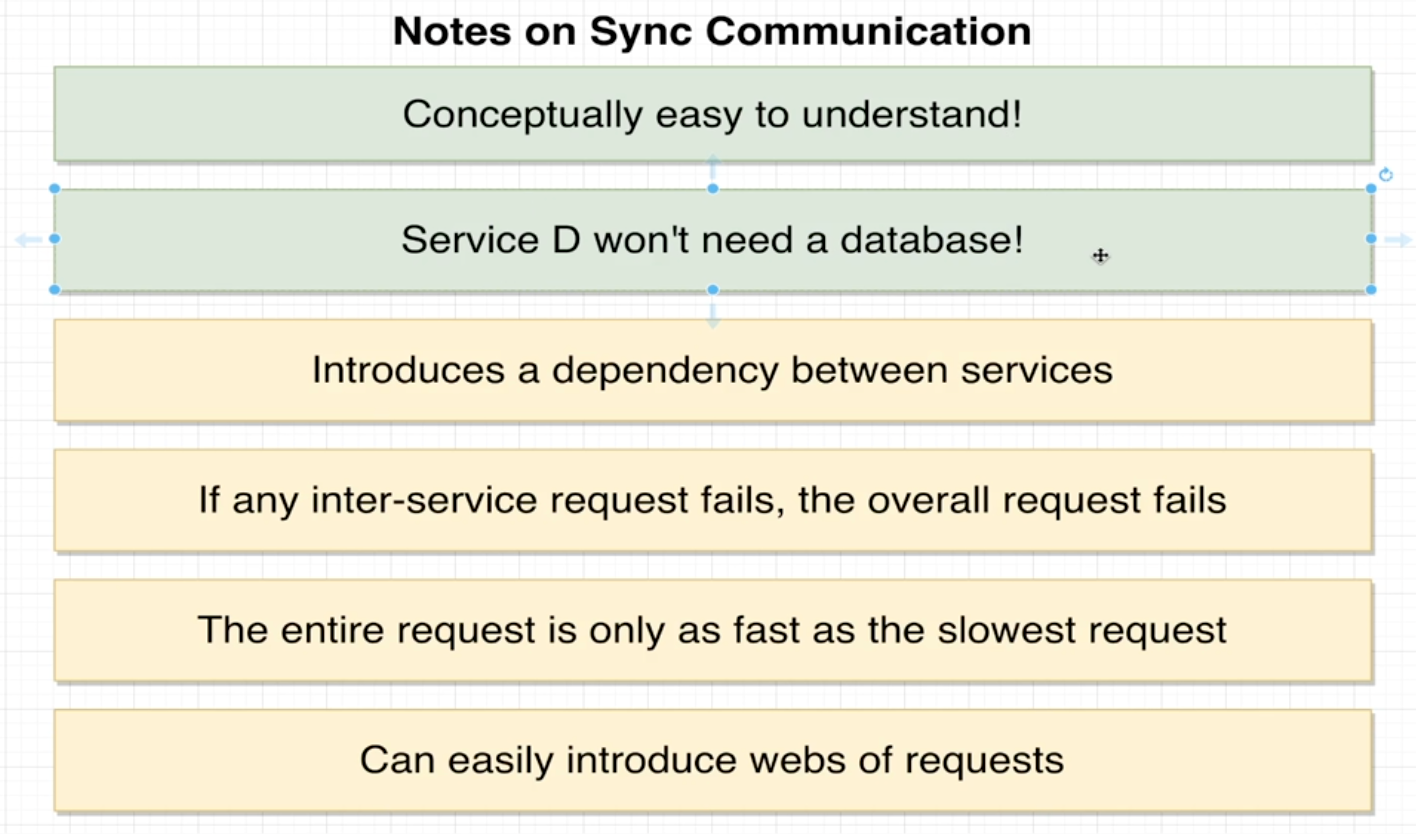 Notes on Sync Communication
Conceptually easy to understand!
Service D won't need a database!
Introduces a dependency between services
If any inter-service request fails, the overall request fails
The entire request is only as fast as the slowest request
Can easily introduce webs of requests